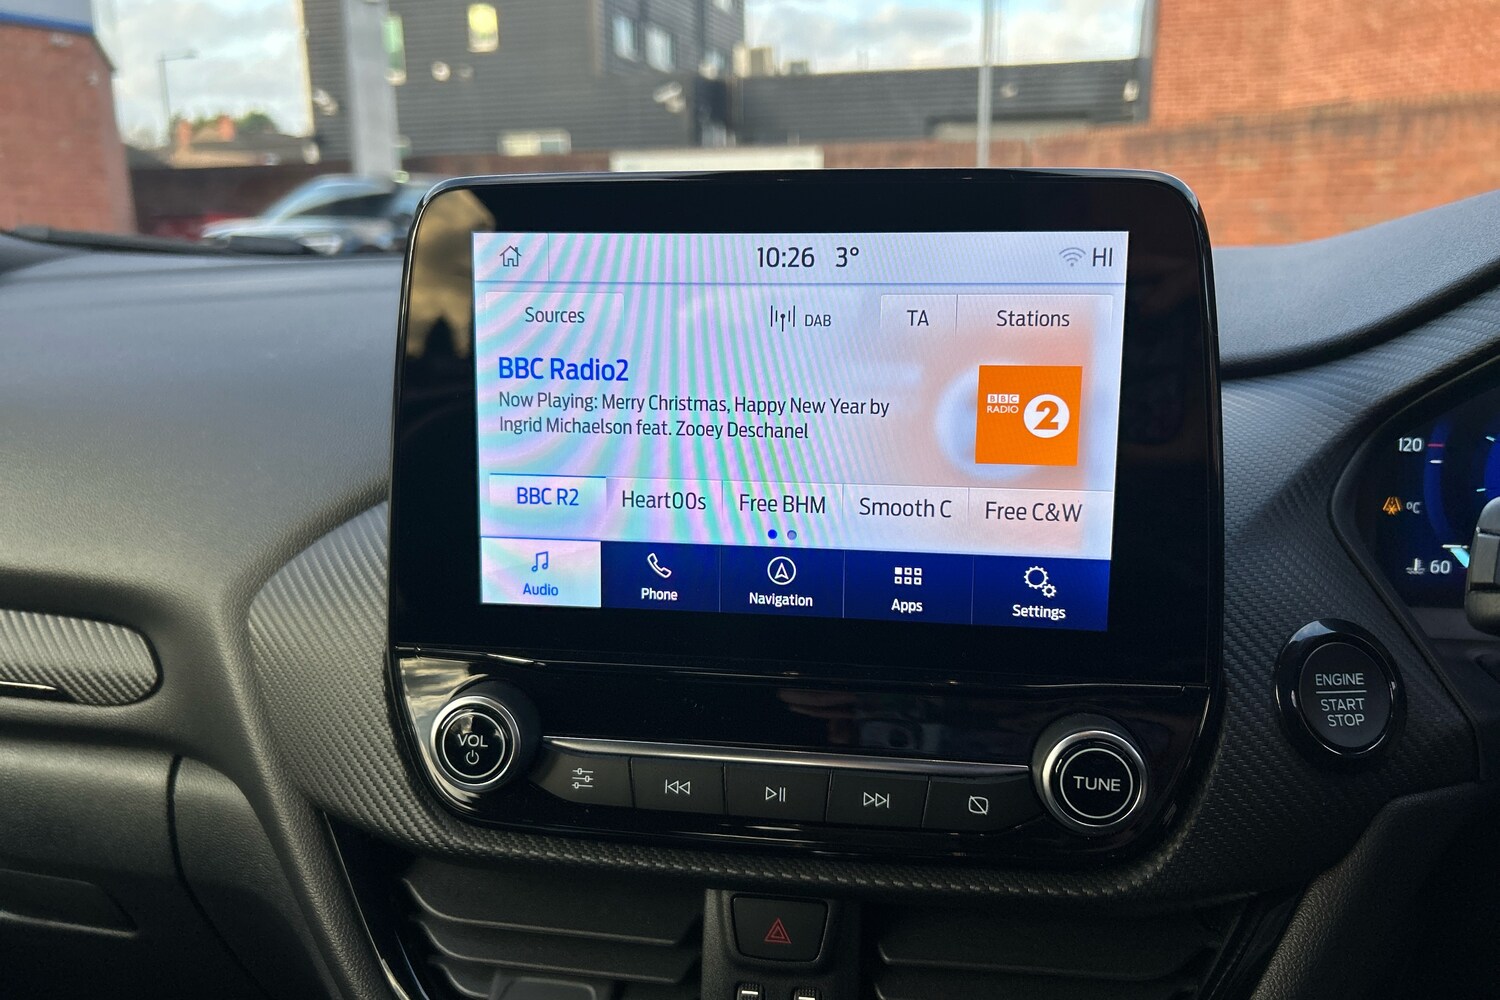 10:26 3° HI
Sources DAB TA Stations
BBC Radio2
Now Playing: Merry Christmas, Happy New Year by
Ingrid Michaelson feat. Zooey Deschanel
BBC
RADIO 2
BBC R2 Heart00s Free BHM Smooth C Free C&W
Audio Phone Navigation Apps Settings
VOL
TUNE
ENGINE
START
STOP
120
°C
60